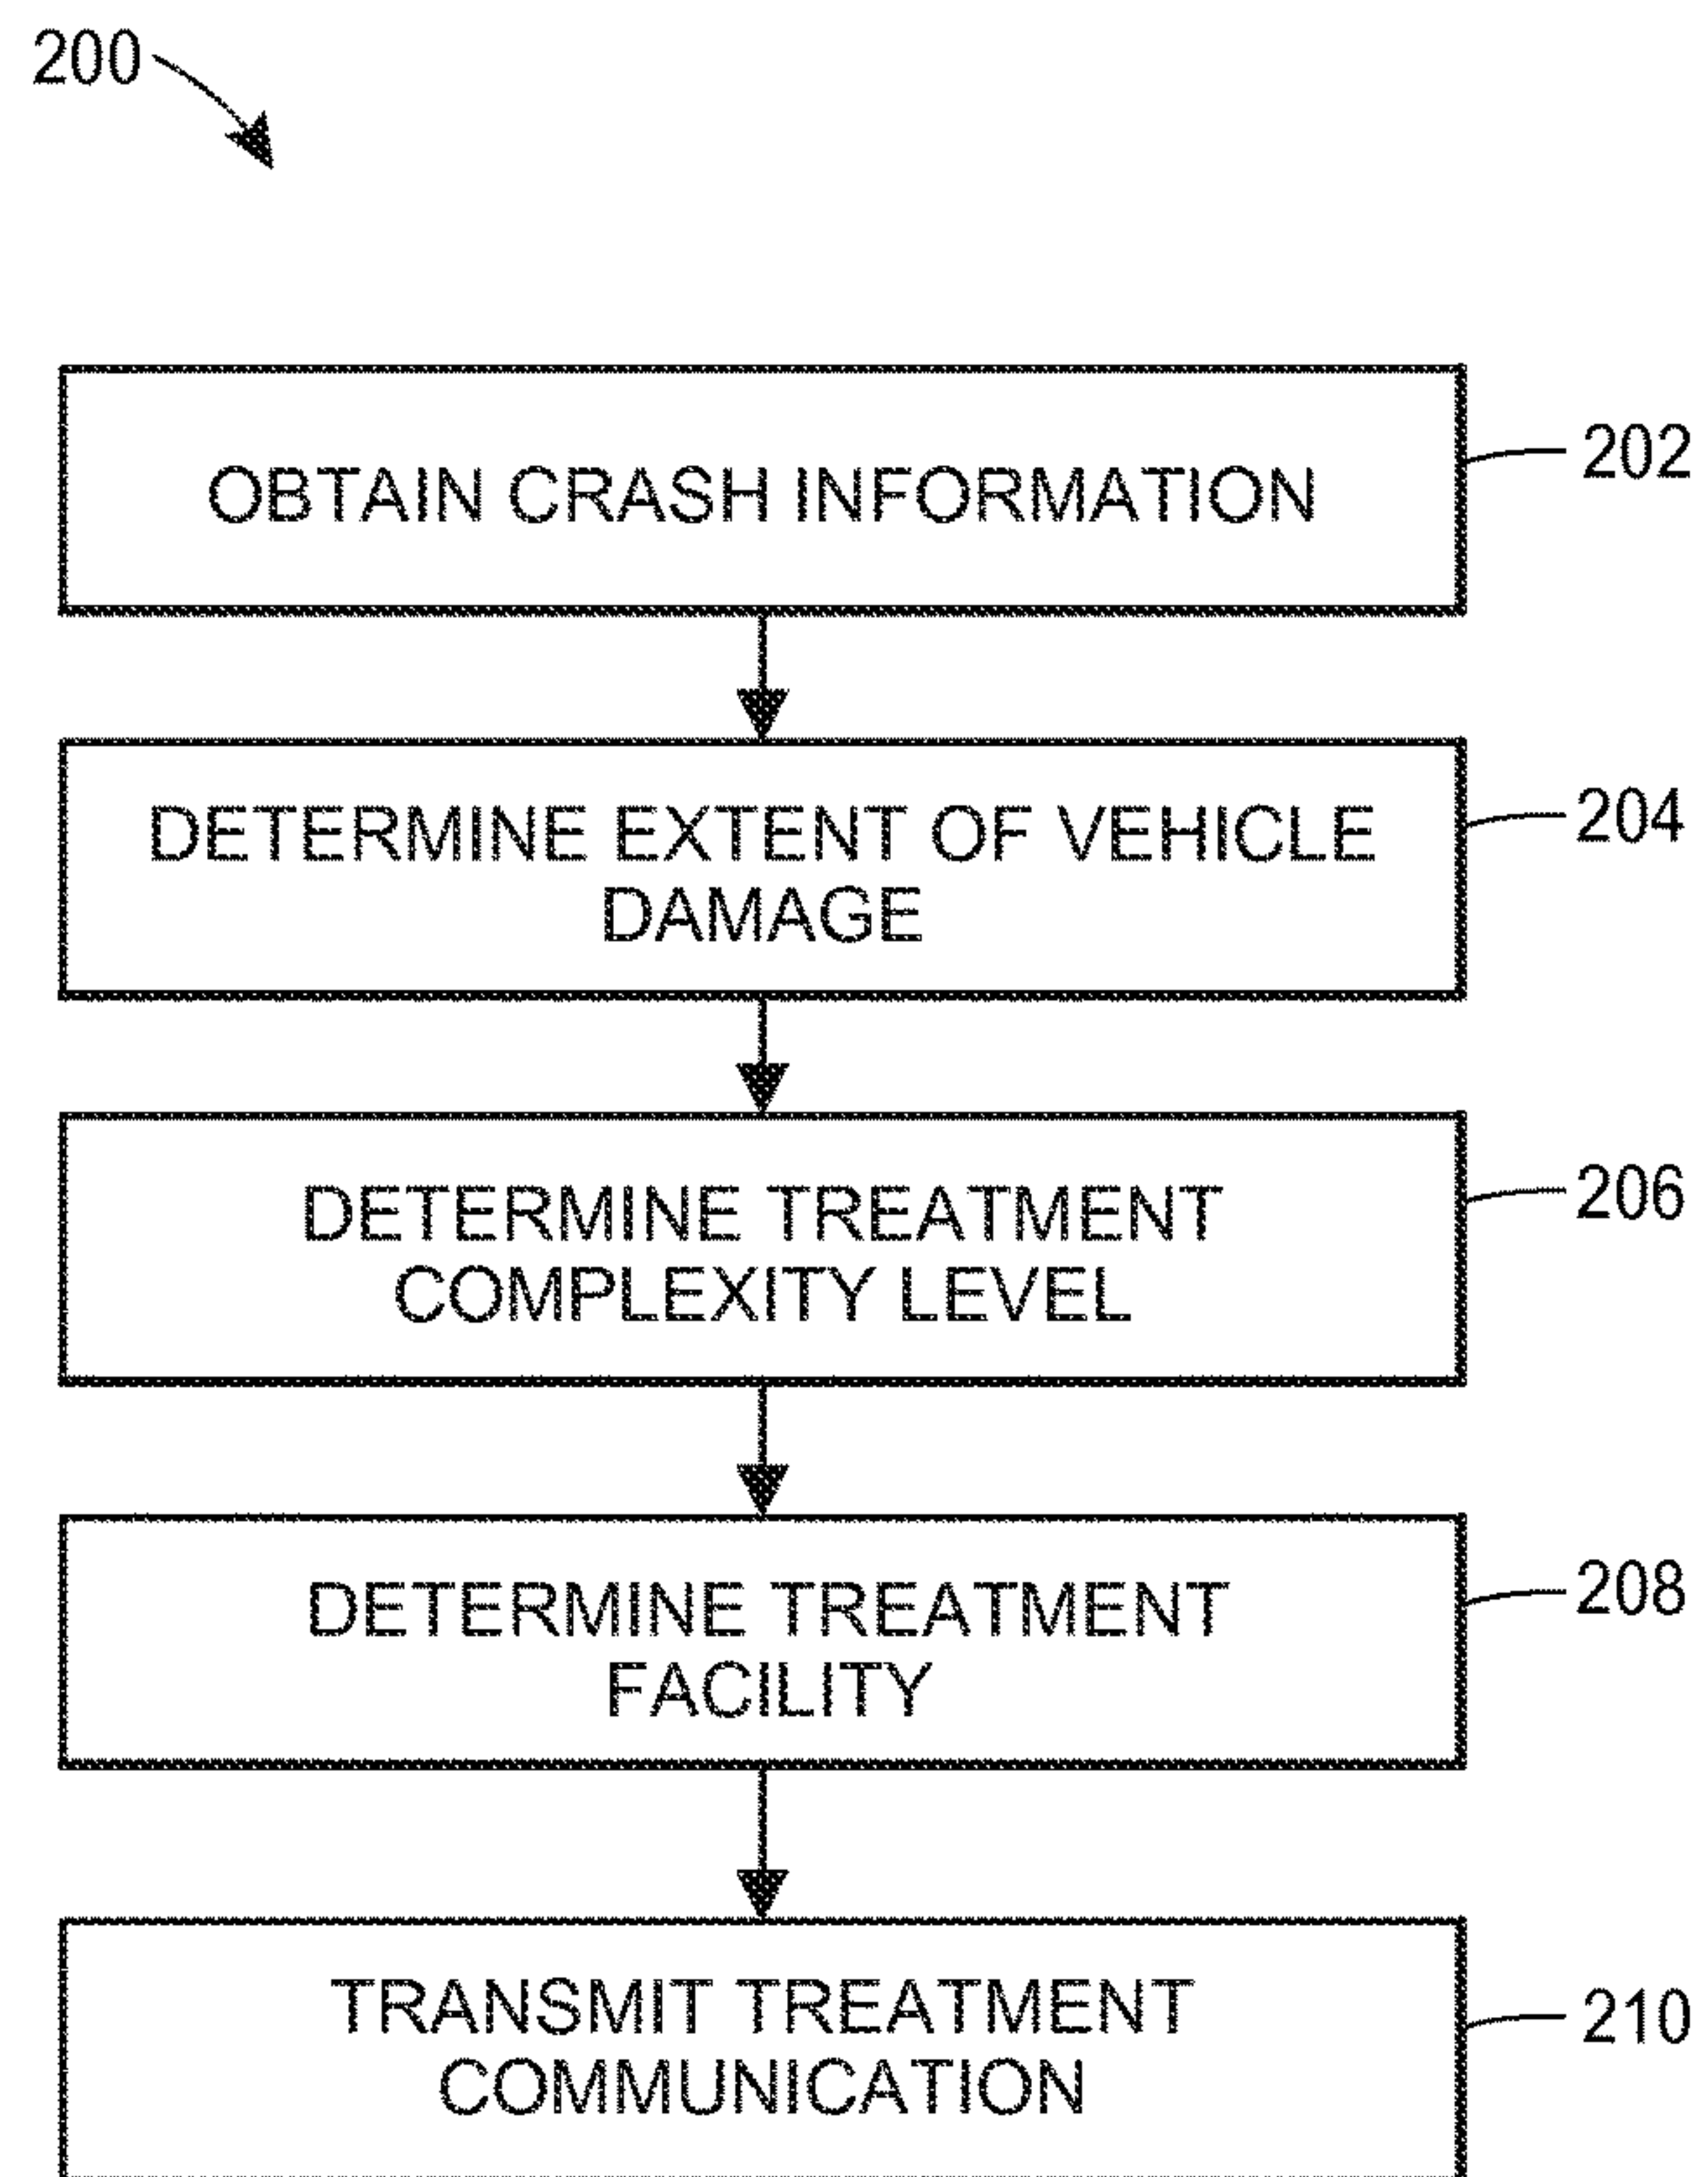 200
OBTAIN CRASH INFORMATION
202
DETERMINE EXTENT OF VEHICLE
DAMAGE
204
DETERMINE TREATMENT
COMPLEXITY LEVEL
206
DETERMINE TREATMENT
FACILITY
208
TRANSMIT TREATMENT
COMMUNICATION
210